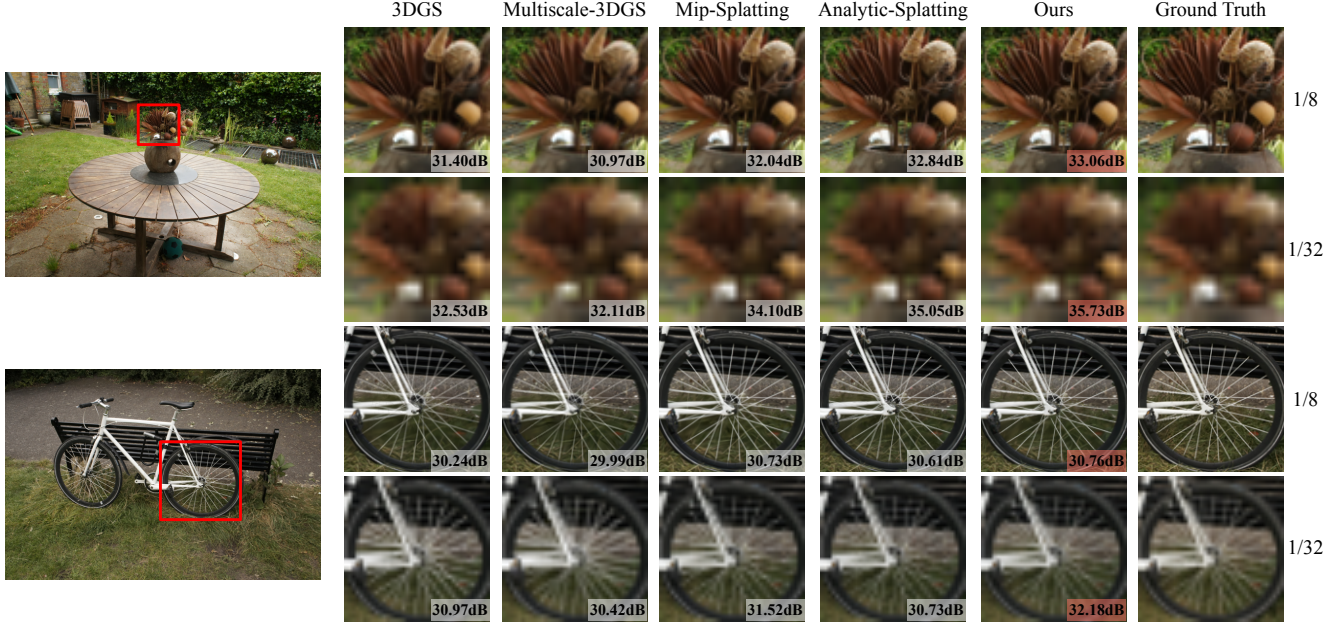 3DGS Multiscale-3DGS Mip-Splatting Analytic-Splatting Ours Ground Truth
31.40dB 30.97dB 32.04dB 32.84dB 33.06dB 1/8
32.53dB 32.11dB 34.10dB 35.05dB 35.73dB 1/32
30.24dB 29.99dB 30.73dB 30.61dB 30.76dB 1/8
30.97dB 30.42dB 31.52dB 30.73dB 32.18dB 1/32